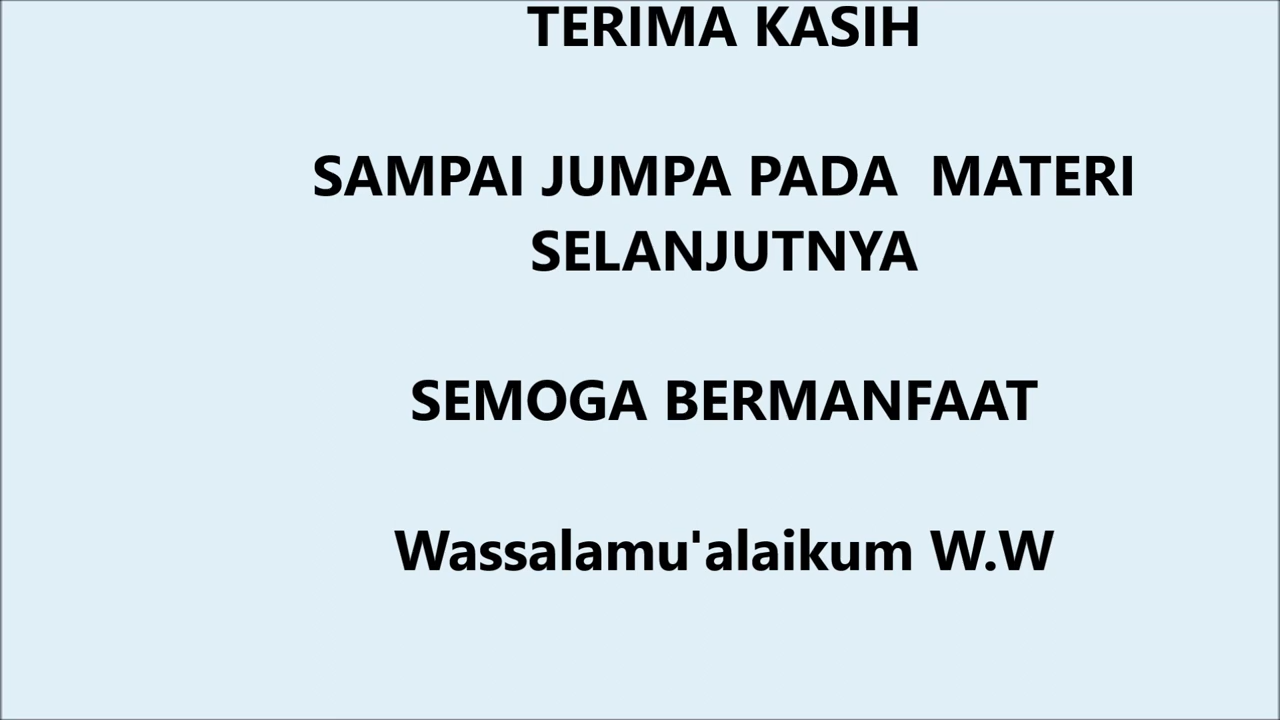 TERIMA KASIH
SAMPAI JUMPA PADA  MATERI
SELANJUTNYA
SEMOGA BERMANFAAT
Wassalamu'alaikum W.W